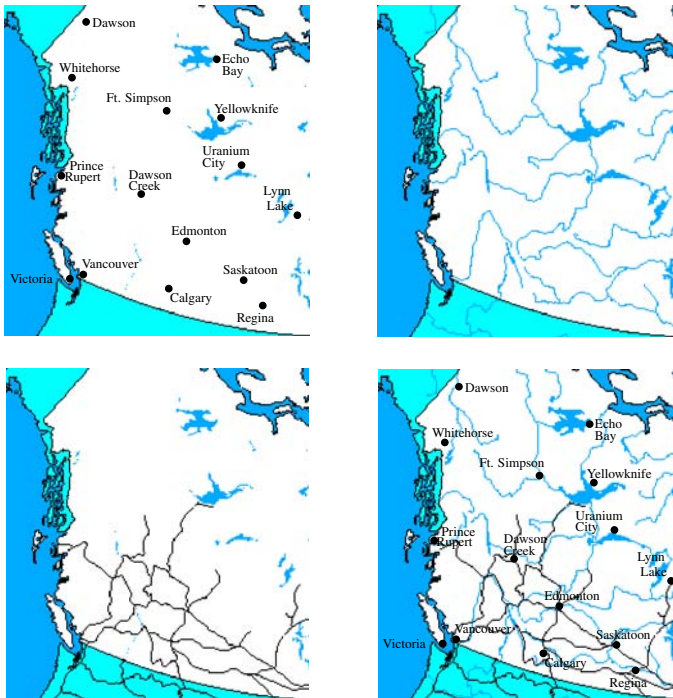 Dawson
Echo
Bay
Whitehorse
Ft. Simpson
Yellowknife
Uranium
City
Prince
Rupert
Dawson
Creek
Lynn
Lake
Edmonton
Vancouver
Victoria
Saskatoon
Calgary
Regina
Dawson
Echo
Bay
Whitehorse
Ft. Simpson
Yellowknife
Uranium
City
Prince
Rupert
Dawson
Creek
Lynn
Lake
Edmonton
Vancouver
Victoria
Saskatoon
Calgary
Regina